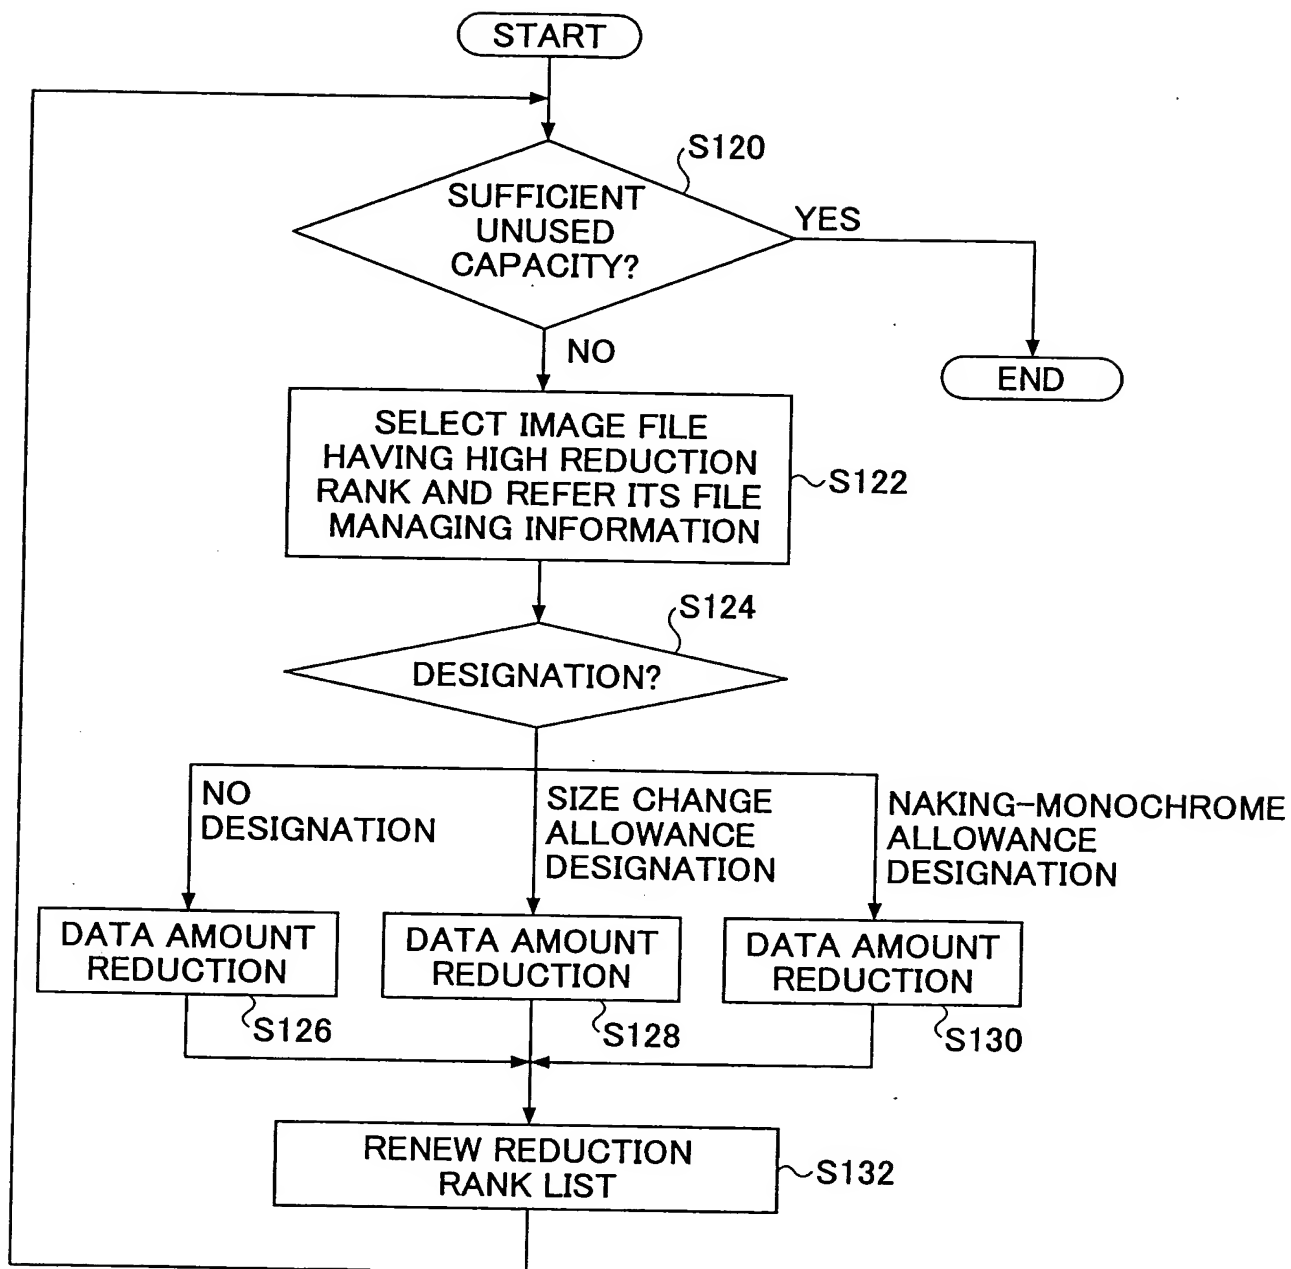 START
S120
SUFFICIENT
UNUSED
CAPACITY?
YES
NO
END
SELECT IMAGE FILE
HAVING HIGH REDUCTION
RANK AND REFER ITS FILE
MANAGING INFORMATION
S122
S124
DESIGNATION?
NO
DESIGNATION
SIZE CHANGE
ALLOWANCE
DESIGNATION
NAKING-MONOCHROME
ALLOWANCE
DESIGNATION
DATA AMOUNT
REDUCTION
S126
DATA AMOUNT
REDUCTION
S128
DATA AMOUNT
REDUCTION
S130
RENEW REDUCTION
RANK LIST
S132